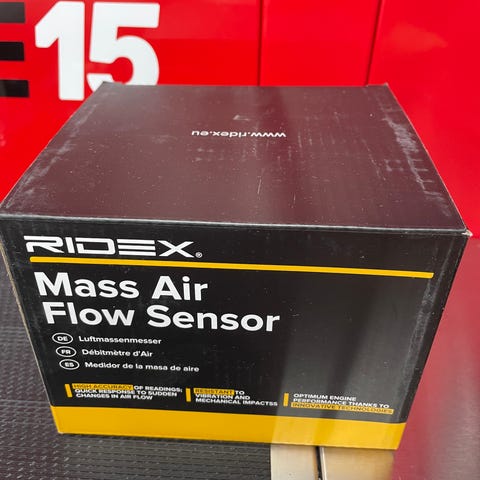 15
www.ridex.eu
RIDEX®
Mass Air
Flow Sensor
DE Luftmassenmesser
FR Débitmètre d'Air
ES Medidor de la masa de aire
HIGH ACCURACY OF READINGS;
QUICK RESPONSE TO SUDDEN
CHANGES IN AIR FLOW
RESISTANT TO
VIBRATION AND
MECHANICAL IMPACTSS
OPTIMUM ENGINE
PERFORMANCE THANKS TO
INNOVATIVE TECHNOLOGIES